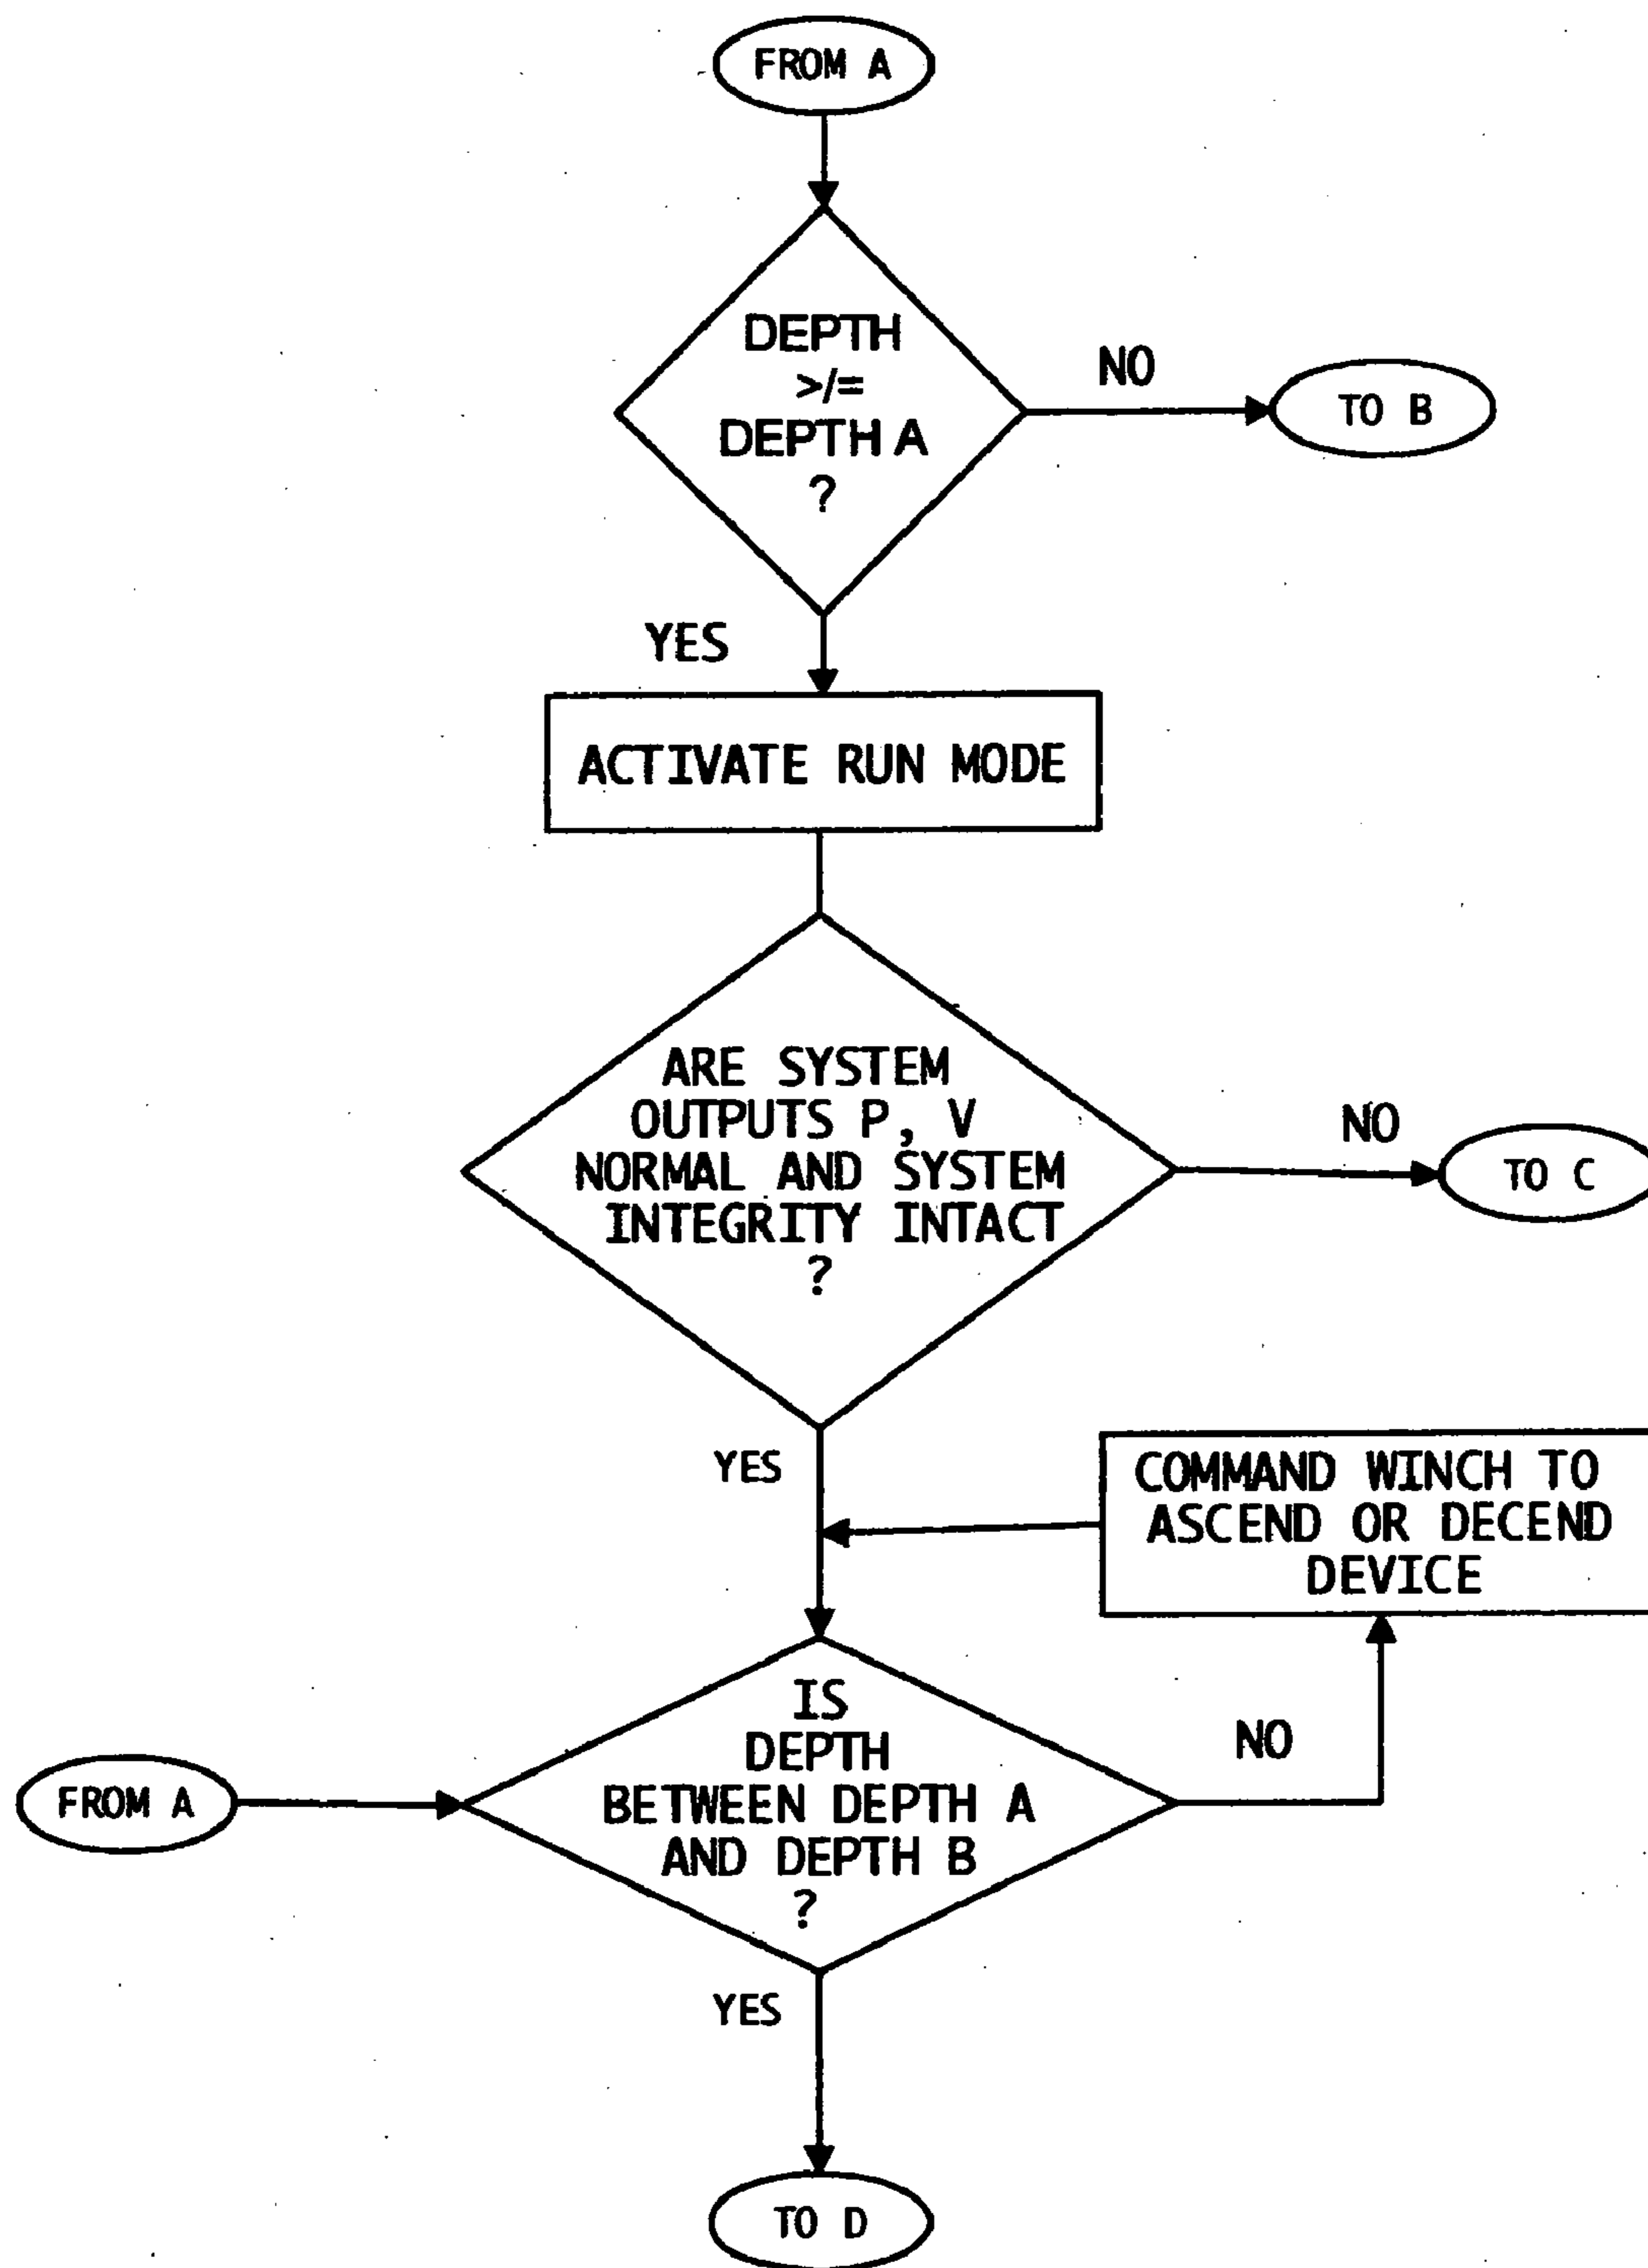 FROM A
DEPTH
>/=
DEPTH A
?
NO
TO B
YES
ACTIVATE RUN MODE
ARE SYSTEM
OUTPUTS P, V
NORMAL AND SYSTEM
INTEGRITY INTACT
?
NO
TO C
YES
COMMAND WINCH TO
ASCEND OR DECEND
DEVICE
IS
DEPTH
BETWEEN DEPTH A
AND DEPTH B
?
NO
FROM A
YES
TO D